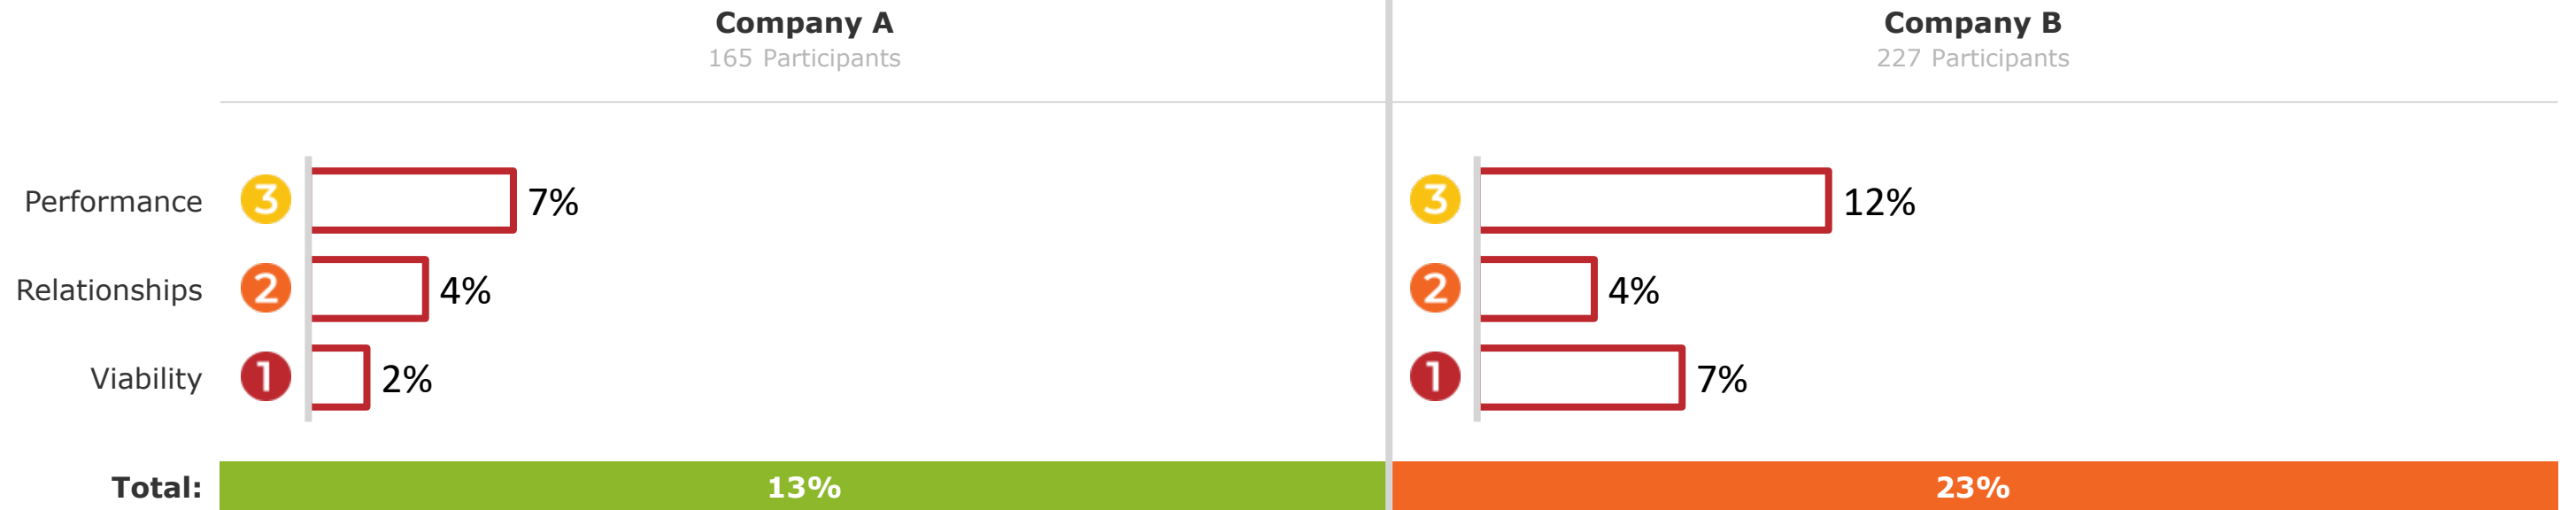 Company A
165 Participants
Company B
227 Participants
Performance 3 7% 3 12%
Relationships 2 4% 2 4%
Viability 1 2% 1 7%
Total: 13% 23%